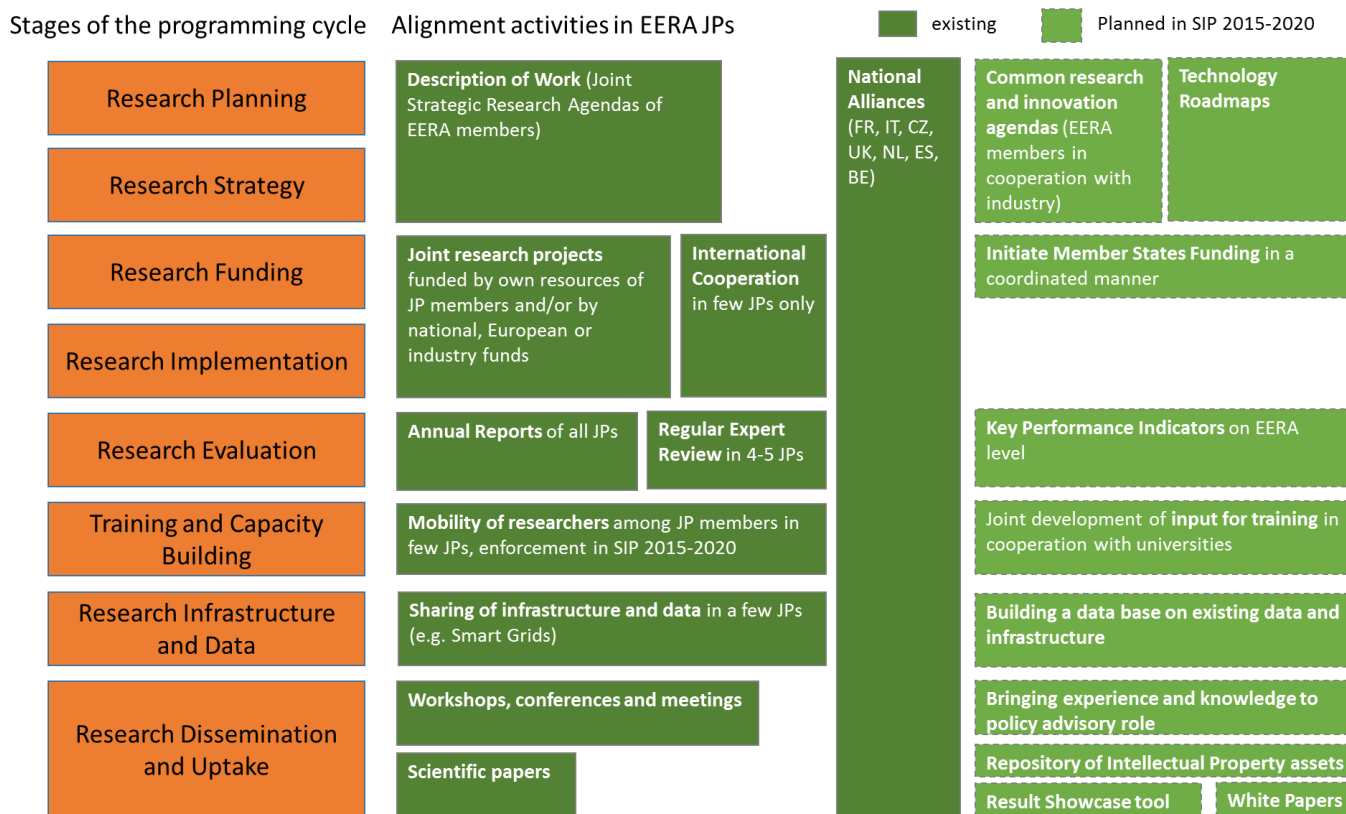 Stages of the programming cycle
Alignment activities in EERA JPs
existing
Planned in SIP 2015-2020
Research Planning
Research Strategy
Description of Work (Joint
Strategic Research Agendas of
EERA members)
National
Alliances
(FR, IT, CZ,
UK, NL, ES,
BE)
Common research
and innovation
agendas (EERA
members in
cooperation with
industry)
Technology
Roadmaps
Research Funding
Research Implementation
Joint research projects
funded by own resources of
JP members and/or by
national, European or
industry funds
International
Cooperation
in few JPs only
Initiate Member States Funding in a
coordinated manner
Research Evaluation
Annual Reports of all JPs
Regular Expert
Review in 4-5 JPs
Key Performance Indicators on EERA
level
Training and Capacity
Building
Mobility of researchers among JP members in
few JPs, enforcement in SIP 2015-2020
Joint development of input for training in
cooperation with universities
Research Infrastructure
and Data
Sharing of infrastructure and data in a few JPs
(e.g. Smart Grids)
Building a data base on existing data and
infrastructure
Research Dissemination
and Uptake
Workshops, conferences and meetings
Scientific papers
Bringing experience and knowledge to
policy advisory role
Repository of Intellectual Property assets
Result Showcase tool
White Papers